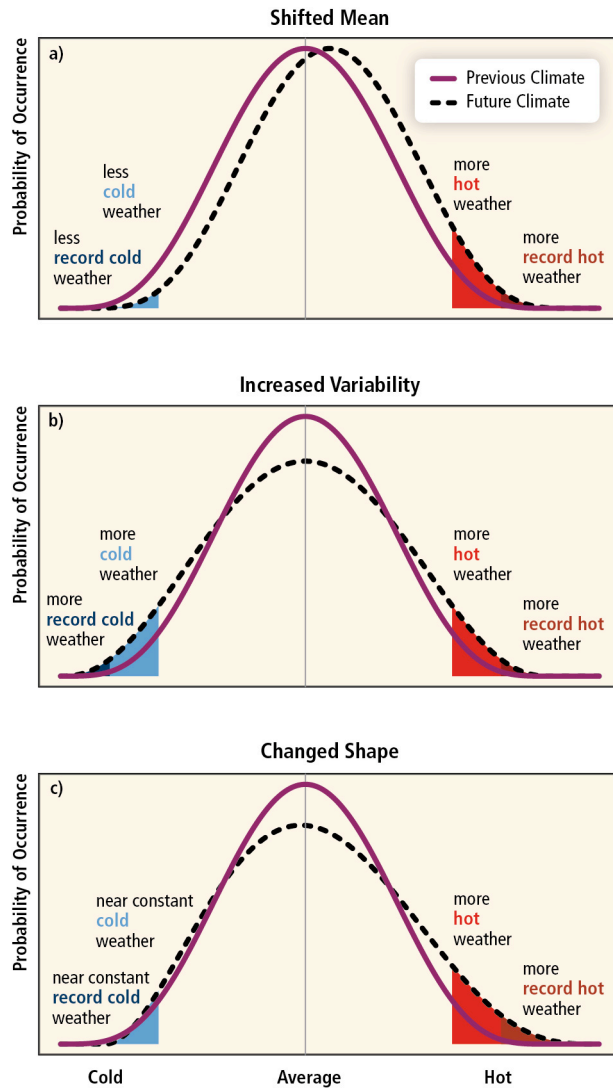 Shifted Mean
a)
Probability of Occurrence
Previous Climate
Future Climate
less
cold
weather
less
record cold
weather
more
hot
weather
more
record hot
weather
Increased Variability
b)
Probability of Occurrence
more
cold
weather
more
record cold
weather
more
hot
weather
more
record hot
weather
Changed Shape
c)
Probability of Occurrence
near constant
cold
weather
near constant
record cold
weather
more
hot
weather
more
record hot
weather
Cold
Average
Hot